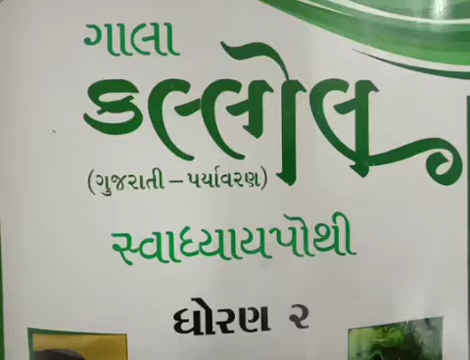 ગાલા
કલ્લોલ
(ગુજરાતી – પર્યાવરણ)
સ્વાધ્યાયપોથી
ધોરણ ૨